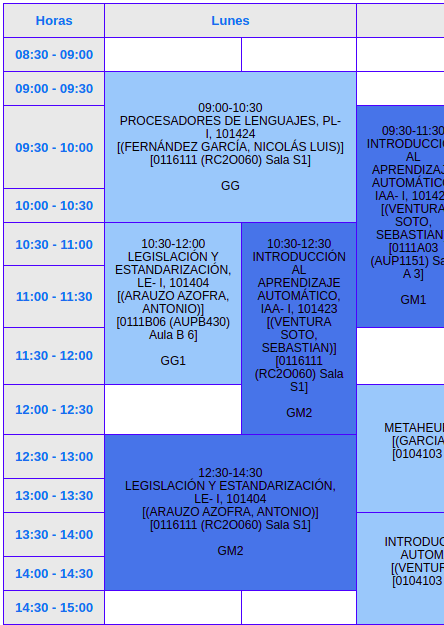 Horas
Lunes
08:30 - 09:00
09:00 - 09:30
09:30 - 10:00
10:00 - 10:30
10:30 - 11:00
11:00 - 11:30
11:30 - 12:00
12:00 - 12:30
12:30 - 13:00
13:00 - 13:30
13:30 - 14:00
14:00 - 14:30
14:30 - 15:00
09:00-10:30
PROCESADORES DE LENGUAJES, PL-
I, 101424
[(FERNÁNDEZ GARCÍA, NICOLÁS LUIS)]
[0116111 (RC2O060) Sala S1]
GG
10:30-12:00
LEGISLACIÓN Y
ESTANDARIZACIÓN,
LE- I, 101404
[(ARAUZO AZOFRA,
ANTONIO)]
[0111B06 (AUPB430)
Aula B 6]
GG1
10:30-12:30
INTRODUCCIÓN
AL
APRENDIZAJE
AUTOMÁTICO,
IAA- I, 101423
[(VENTURA
SOTO,
SEBASTIAN)]
[0116111
(RC2O060) Sala
S1]
GM2
12:30-14:30
LEGISLACIÓN Y ESTANDARIZACIÓN,
LE- I, 101404
[(ARAUZO AZOFRA, ANTONIO)]
[0116111 (RC2O060) Sala S1]
GM2
09:30-11:30
INTRODUCCI
AL
APRENDIZAJ
AUTOMÁTIC
IAA- I, 10142
[(VENTURA
SOTO,
SEBASTIAN
[0111A03
(AUP1151) Sa
A 3]
GM1
METAHEU
[(GARCIA
[0104103
INTRODUC
AUTOM
[(VENTUR
[0104103